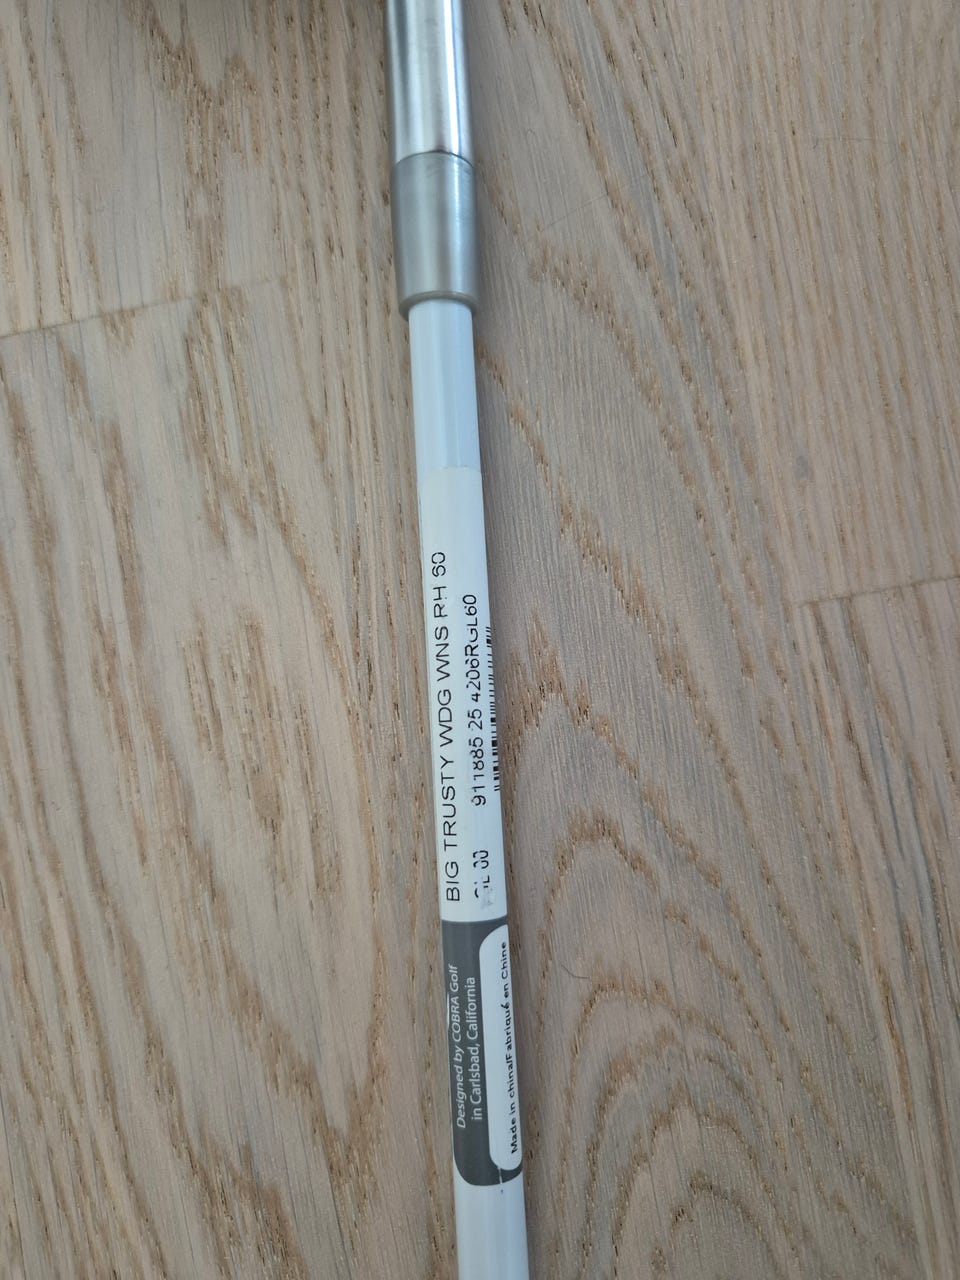 BIG TRUSTY WDG WNS RH 60
911885 25 4206RGL60
Designed by COBRA Golf
in Carlsbad, California
Made in china/Fabriqué en Chine